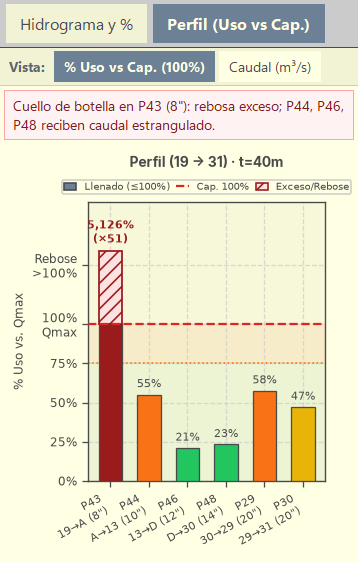 Hidrograma y %
Perfil (Uso vs Cap.)
Vista:
% Uso vs Cap. (100%)
Caudal (m³/s)
Cuello de botella en P43 (8"): rebosa exceso; P44, P46,
P48 reciben caudal estrangulado.
Perfil (19 → 31) · t=40m
Llenado (≤100%)
Cap. 100%
Exceso/Rebose
5,126%
(×51)
Rebose
>100%
100%
Qmax
75%
50%
25%
0%
% Uso vs. Qmax
55%
21%
23%
58%
47%
P43
19→A (8")
P44
A→13 (10")
P46
13→D (12")
P48
D→30 (14")
P29
30→29 (20")
P30
29→31 (20")